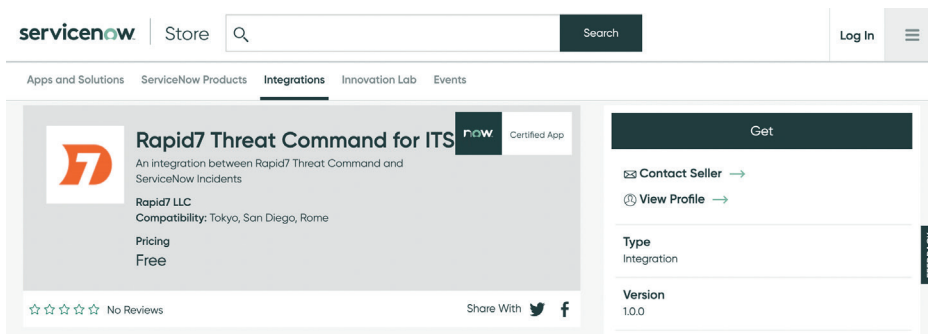 servicenow Store Search Log In
Apps and Solutions ServiceNow Products Integrations Innovation Lab Events
Rapid7 Threat Command for ITS
now. Certified App
An integration between Rapid7 Threat Command and
ServiceNow Incidents
Rapid7 LLC
Compatibility: Tokyo, San Diego, Rome
Pricing
Free
No Reviews
Share With
Get
Contact Seller →
View Profile →
Type
Integration
Version
1.0.0